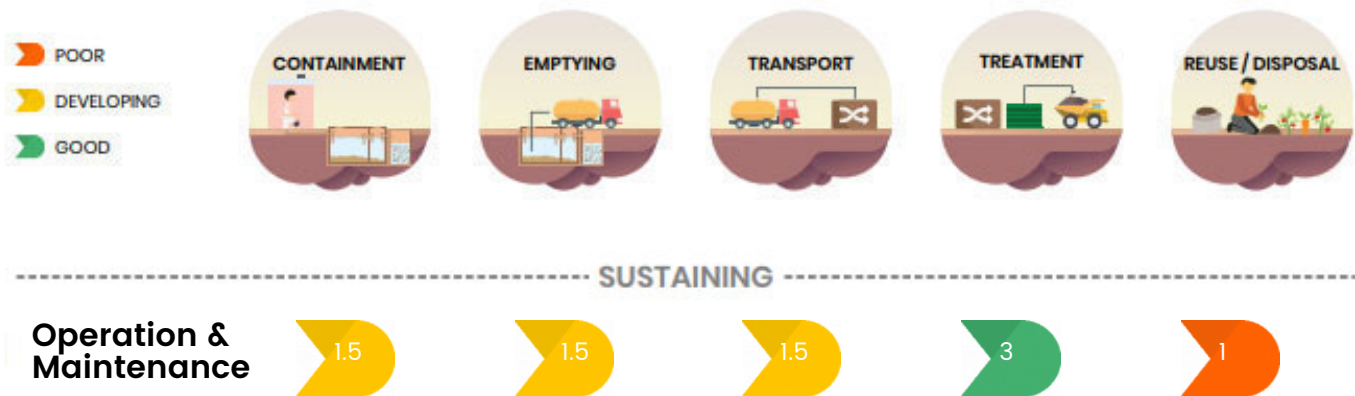 POOR
DEVELOPING
GOOD
CONTAINMENT
EMPTYING
TRANSPORT
TREATMENT
REUSE / DISPOSAL
SUSTAINING
Operation &
Maintenance
1.5
1.5
1.5
3
1